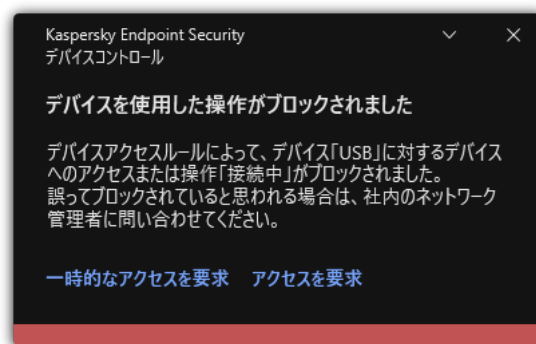 Kaspersky Endpoint Security
デバイスコントロール
デバイスを使用した操作がブロックされました
デバイスアクセスルールによって、デバイス「USB」に対するデバイス
へのアクセスまたは操作「接続中」がブロックされました。
誤ってブロックされていると思われる場合は、社内のネットワーク
管理者に問い合わせてください。
一時的なアクセスを要求 アクセスを要求